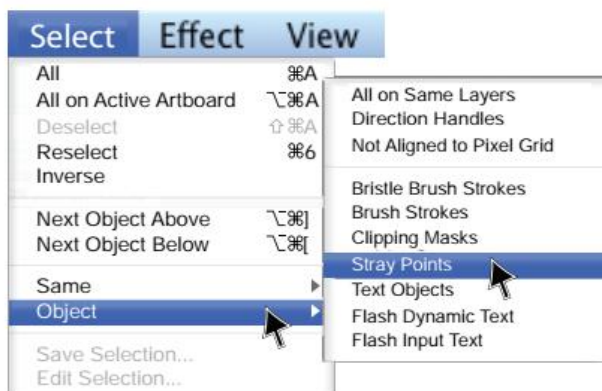 Select Effect View
All ⌘A
All on Active Artboard ⌥⌘A
Deselect ⇧⌘A
Reselect ⌘6
Inverse
Next Object Above ⌥⌘]
Next Object Below ⌥⌘[
Same
Object
Save Selection...
Edit Selection...
All on Same Layers
Direction Handles
Not Aligned to Pixel Grid
Bristle Brush Strokes
Brush Strokes
Clipping Masks
Stray Points
Text Objects
Flash Dynamic Text
Flash Input Text